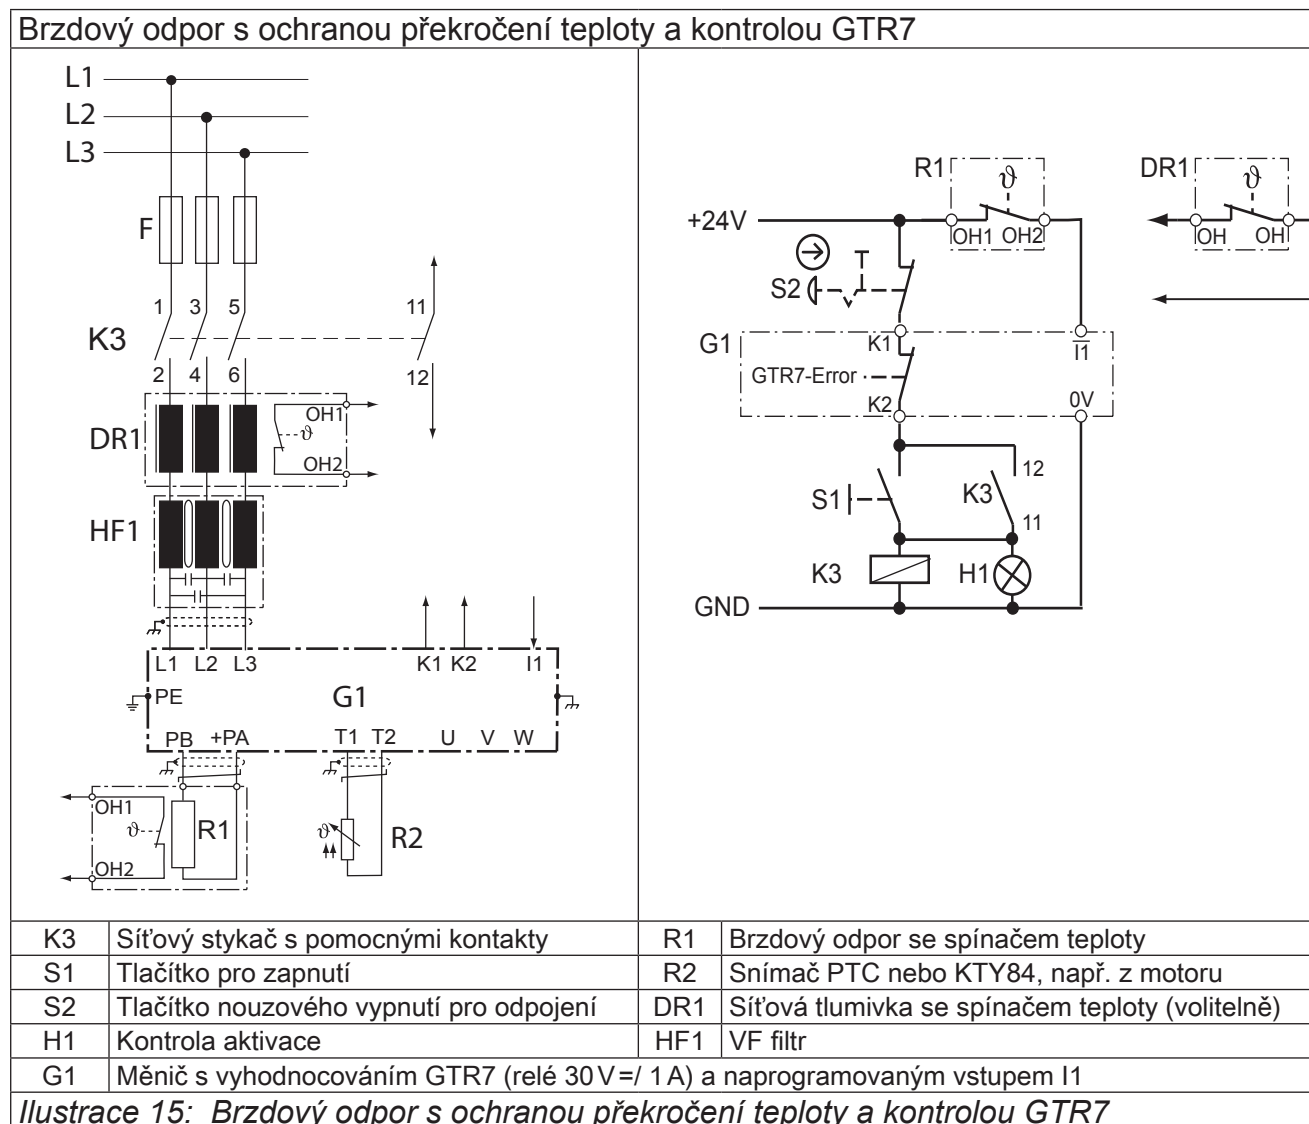 Brzdový odpor s ochranou překročení teploty a kontrolou GTR7
L1
L2
L3
F
1 3 5
11
K3
2 4 6
12
DR1
OH1
ϑ
OH2
HF1
L1 L2 L3 K1 K2 I1
PE
G1
PB +PA T1 T2 U V W
OH1
ϑ
R1
OH2
ϑ
R2
R1
ϑ
DR1
ϑ
+24V
OH1 OH2
OH OH
S2
G1
K1
I1
GTR7-Error
K2
0V
12
S1
K3
11
K3
H1
GND
K3 Síťový stykač s pomocnými kontakty R1 Brzdový odpor se spínačem teploty
S1 Tlačítko pro zapnutí R2 Snímač PTC nebo KTY84, např. z motoru
S2 Tlačítko nouzového vypnutí pro odpojení DR1 Síťová tlumivka se spínačem teploty (volitelně)
H1 Kontrola aktivace HF1 VF filtr
G1 Měnič s vyhodnocováním GTR7 (relé 30 V =/ 1 A) a naprogramovaným vstupem I1
Ilustrace 15: Brzdový odpor s ochranou překročení teploty a kontrolou GTR7